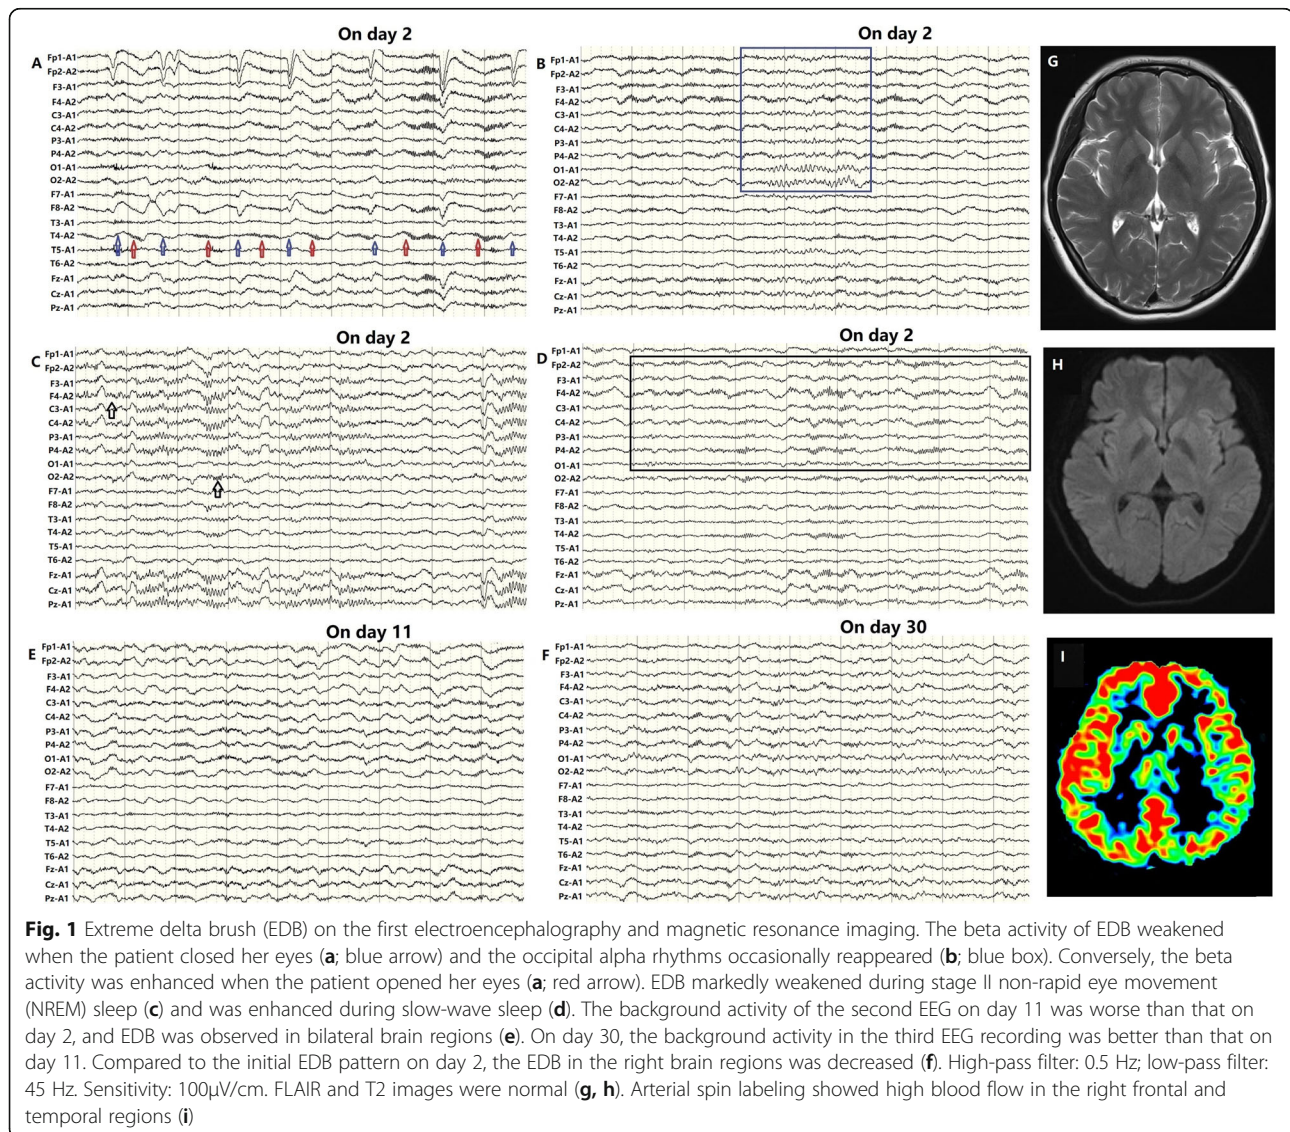 On day 2
A
Fp1-A1
Fp2-A2
F3-A1
F4-A2
C3-A1
C4-A2
P3-A1
P4-A2
O1-A1
O2-A2
F7-A1
F8-A2
T3-A1
T4-A2
T5-A1
T6-A2
Fz-A1
Cz-A1
Pz-A1
On day 2
B
Fp1-A1
Fp2-A2
F3-A1
F4-A2
C3-A1
C4-A2
P3-A1
P4-A2
O1-A1
O2-A2
F7-A1
F8-A2
T3-A1
T4-A2
T5-A1
T6-A2
Fz-A1
Cz-A1
Pz-A1
G
On day 2
C
Fp1-A1
Fp2-A2
F3-A1
F4-A2
C3-A1
C4-A2
P3-A1
P4-A2
O1-A1
O2-A2
F7-A1
F8-A2
T3-A1
T4-A2
T5-A1
T6-A2
Fz-A1
Cz-A1
Pz-A1
On day 2
D
Fp1-A1
Fp2-A2
F3-A1
F4-A2
C3-A1
C4-A2
P3-A1
P4-A2
O1-A1
O2-A2
F7-A1
F8-A2
T3-A1
T4-A2
T5-A1
T6-A2
Fz-A1
Cz-A1
Pz-A1
H
On day 11
E
Fp1-A1
Fp2-A2
F3-A1
F4-A2
C3-A1
C4-A2
P3-A1
P4-A2
O1-A1
O2-A2
F7-A1
F8-A2
T3-A1
T4-A2
T5-A1
T6-A2
Fz-A1
Cz-A1
Pz-A1
On day 30
F
Fp1-A1
Fp2-A2
F3-A1
F4-A2
C3-A1
C4-A2
P3-A1
P4-A2
O1-A1
O2-A2
F7-A1
F8-A2
T3-A1
T4-A2
T5-A1
T6-A2
Fz-A1
Cz-A1
Pz-A1
I
Fig. 1 Extreme delta brush (EDB) on the first electroencephalography and magnetic resonance imaging. The beta activity of EDB weakened
when the patient closed her eyes (a; blue arrow) and the occipital alpha rhythms occasionally reappeared (b; blue box). Conversely, the beta
activity was enhanced when the patient opened her eyes (a; red arrow). EDB markedly weakened during stage II non-rapid eye movement
(NREM) sleep (c) and was enhanced during slow-wave sleep (d). The background activity of the second EEG on day 11 was worse than that on
day 2, and EDB was observed in bilateral brain regions (e). On day 30, the background activity in the third EEG recording was better than that on
day 11. Compared to the initial EDB pattern on day 2, the EDB in the right brain regions was decreased (f). High-pass filter: 0.5 Hz; low-pass filter:
45 Hz. Sensitivity: 100μV/cm. FLAIR and T2 images were normal (g, h). Arterial spin labeling showed high blood flow in the right frontal and
temporal regions (i)